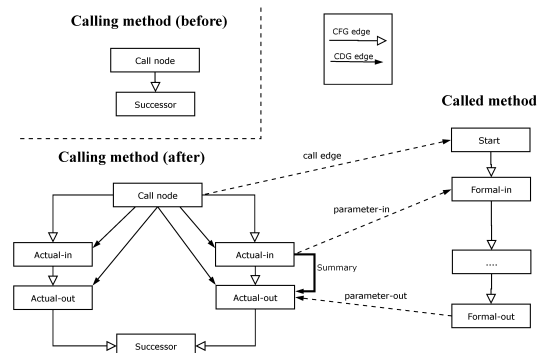 Calling method (before)
Call node
Successor
CFG edge
CDG edge
Called method
Start
Formal-in
....
Formal-out
Calling method (after)
call edge
Call node
parameter-in
Actual-in
Actual-in
Summary
Actual-out
Actual-out
parameter-out
Successor